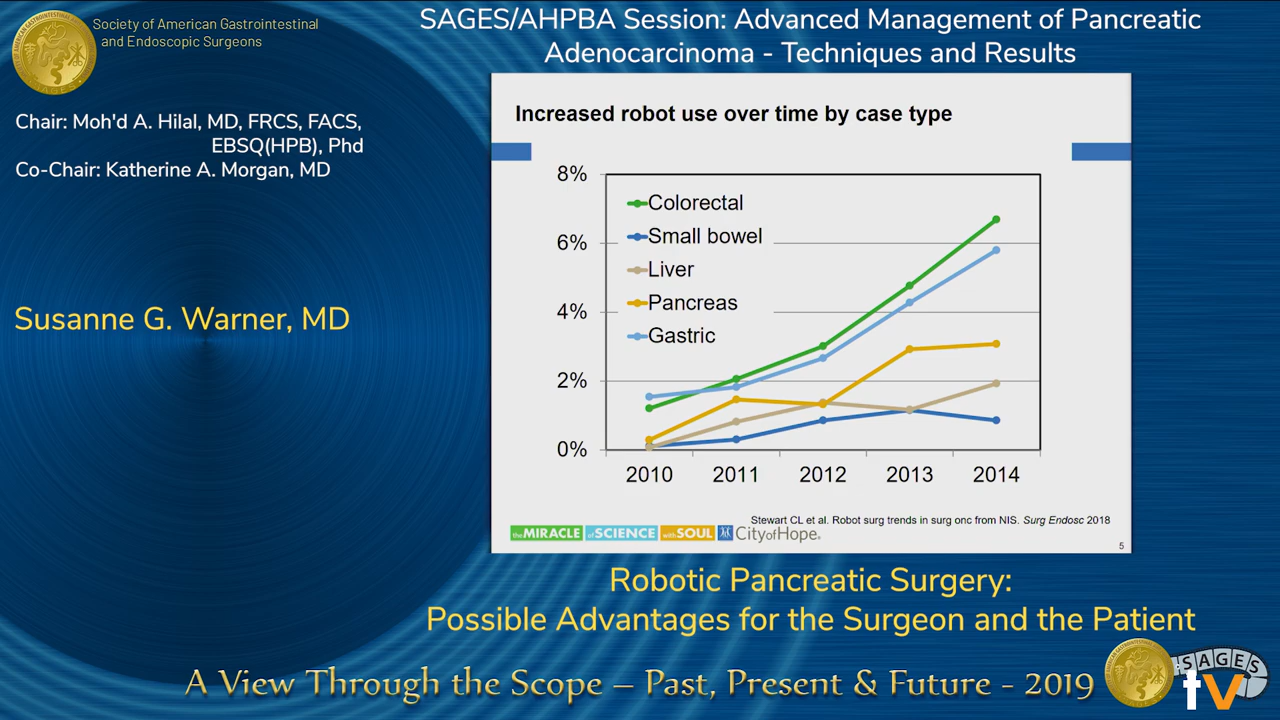 Society of American Gastrointestinal
and Endoscopic Surgeons
SAGES/AHPBA Session: Advanced Management of Pancreatic
Adenocarcinoma - Techniques and Results
Chair: Moh'd A. Hilal, MD, FRCS, FACS,
EBSQ(HPB), Phd
Co-Chair: Katherine A. Morgan, MD
Susanne G. Warner, MD
Increased robot use over time by case type
8%
6%
4%
2%
0%
Colorectal
Small bowel
Liver
Pancreas
Gastric
2010 2011 2012 2013 2014
Stewart CL et al. Robot surg trends in surg onc from NIS. Surg Endosc 2018
the MIRACLE of SCIENCE with SOUL City of Hope®
5
Robotic Pancreatic Surgery:
Possible Advantages for the Surgeon and the Patient
A View Through the Scope – Past, Present & Future - 2019
SAGES
tv